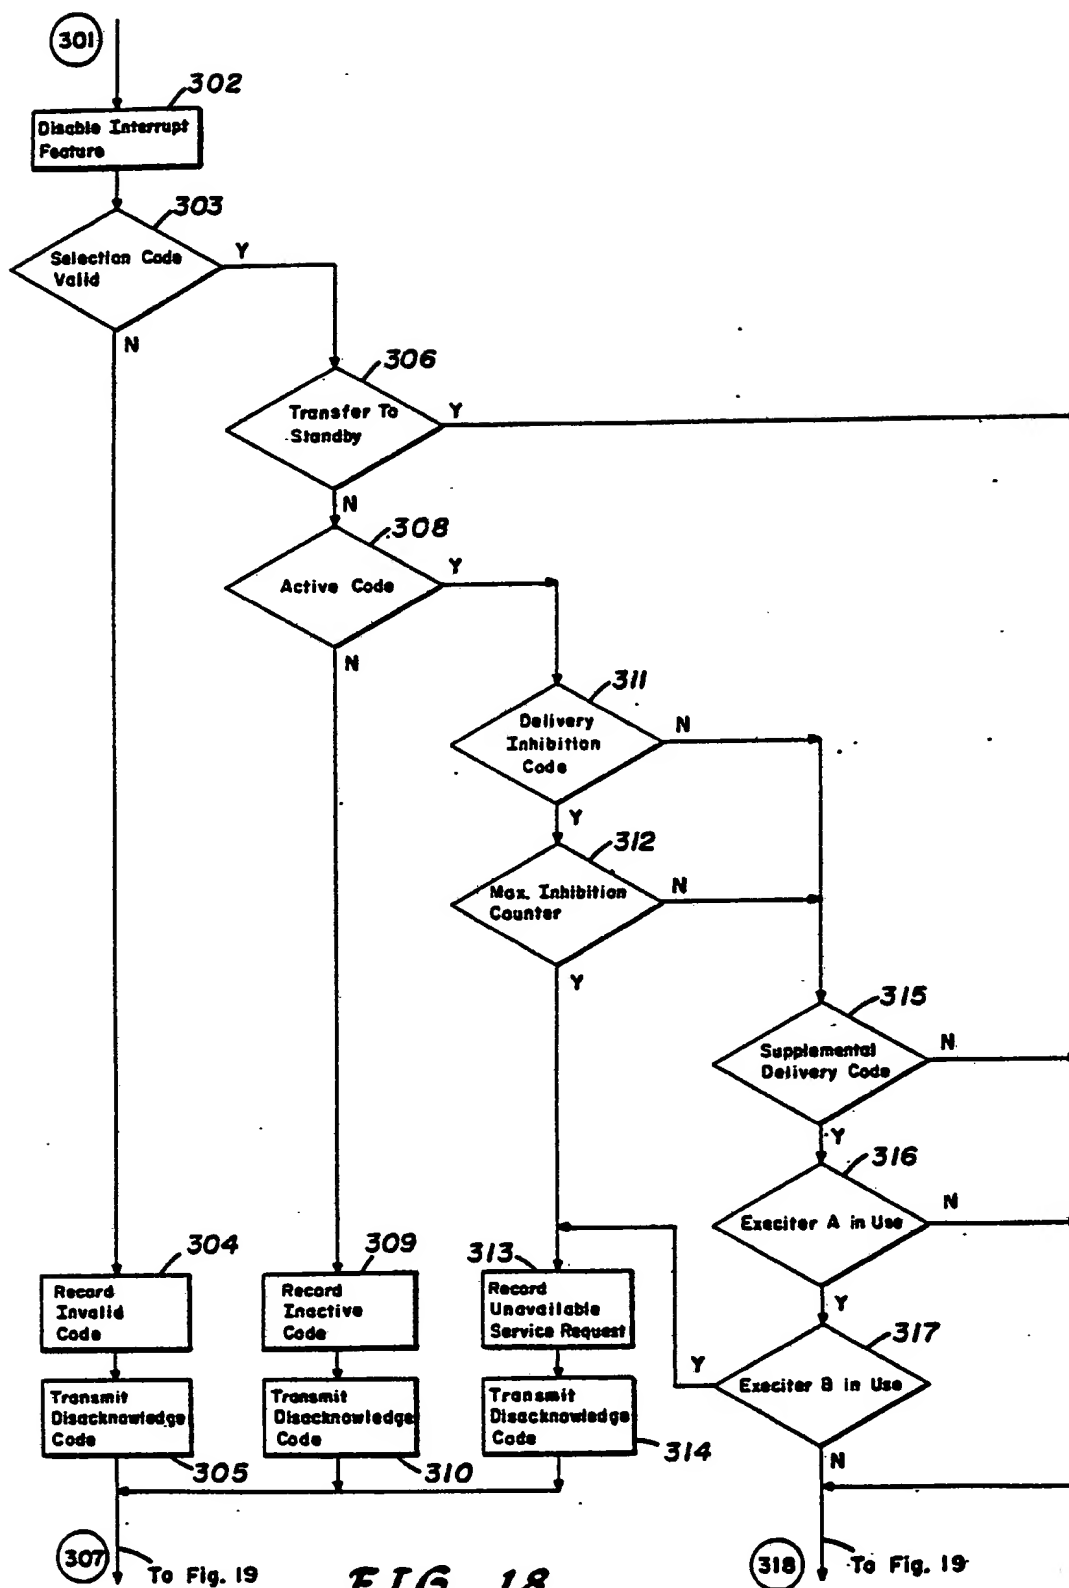 301
302
Disable Interrupt
Feature
303
Selection Code
Valid
Y
N
306
Transfer To
Standby
Y
N
308
Active Code
Y
N
311
Delivery
Inhibition
Code
N
Y
312
Max. Inhibition
Counter
N
Y
315
Supplemental
Delivery Code
N
Y
316
Execiter A in Use
N
Y
304
Record
Invalid
Code
309
Record
Inactive
Code
313
Record
Unavailable
Service Request
317
Execiter B in Use
Y
N
Transmit
Disacknowledge
Code
305
Transmit
Disacknowledge
Code
310
Transmit
Disacknowledge
Code
314
307
To Fig. 19
FIG. 18
318
To Fig. 19